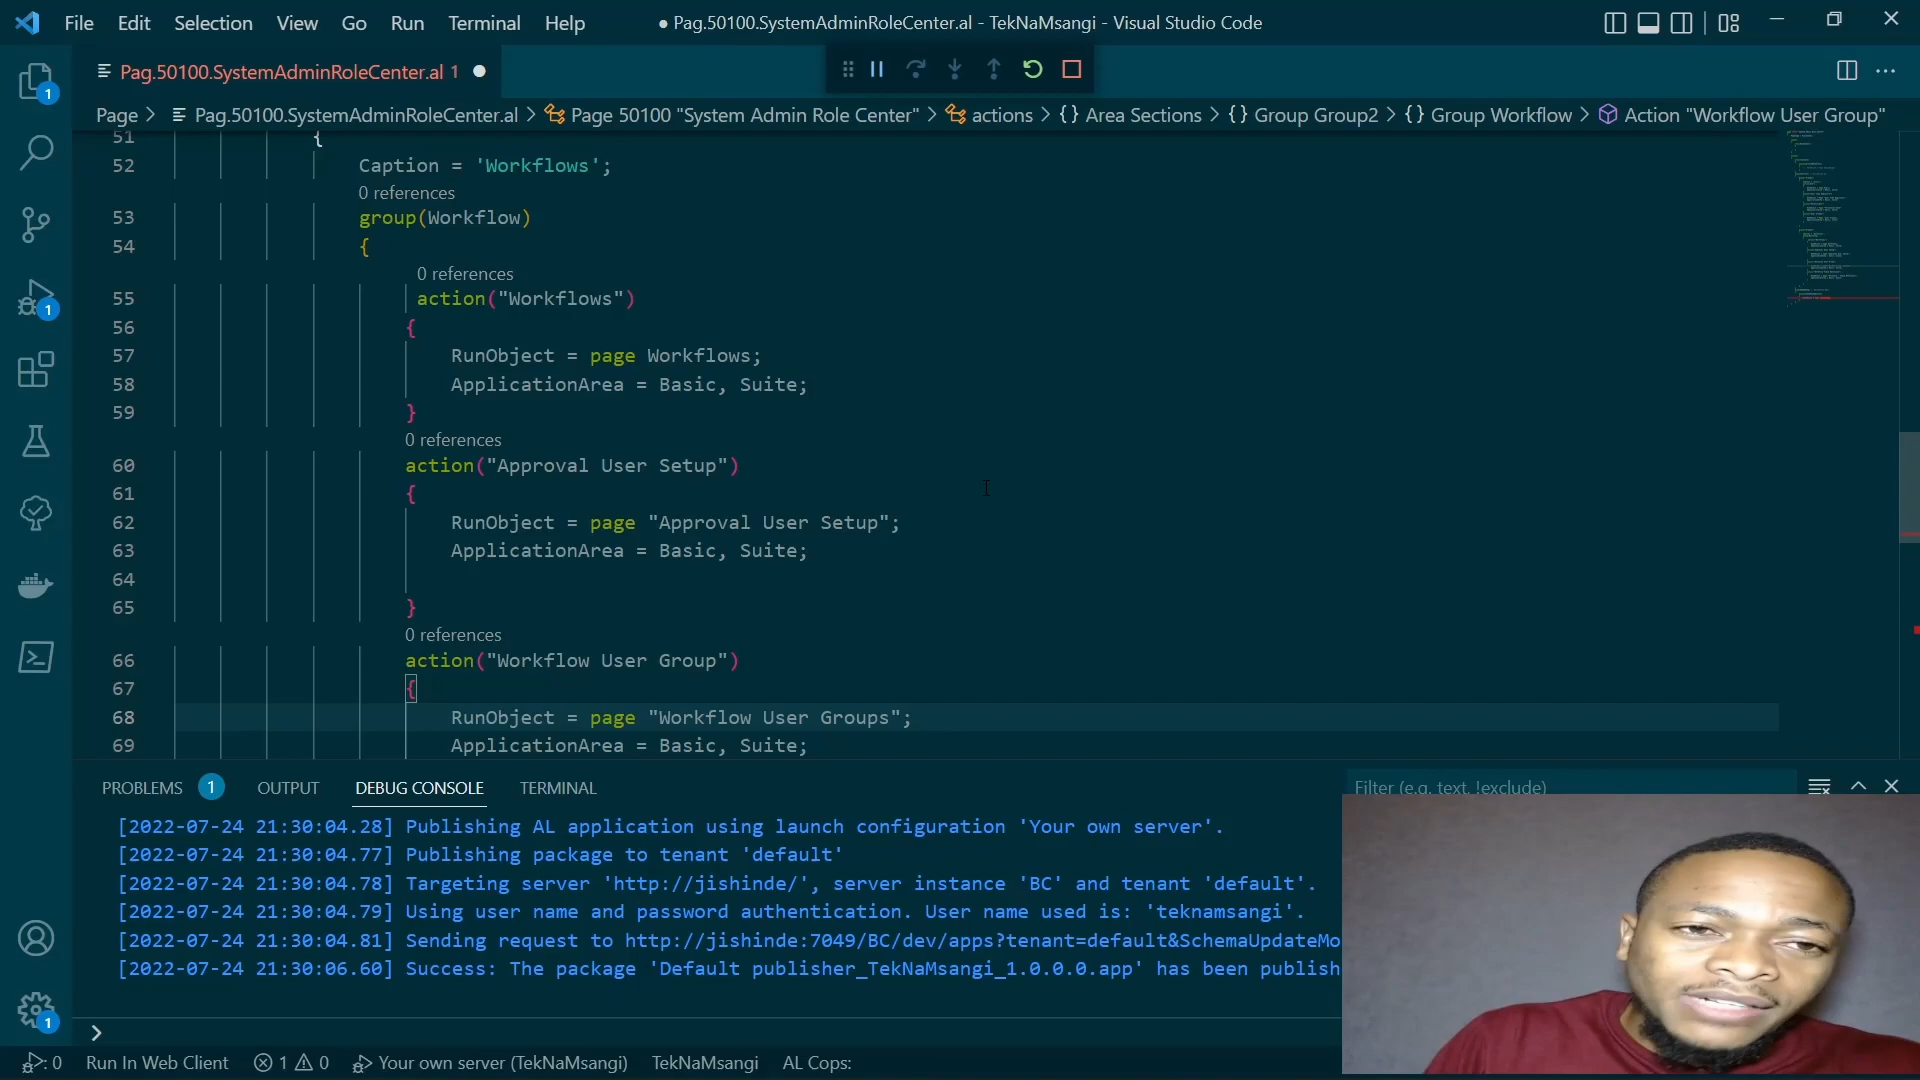 File Edit Selection View Go Run Terminal Help
● Pag.50100.SystemAdminRoleCenter.al - TekNaMsangi - Visual Studio Code
Pag.50100.SystemAdminRoleCenter.al 1
Page > Pag.50100.SystemAdminRoleCenter.al > Page 50100 "System Admin Role Center" > actions > {} Area Sections > {} Group Group2 > {} Group Workflow > Action "Workflow User Group"
51 {
52 Caption = 'Workflows';
0 references
53 group(Workflow)
54 {
0 references
55 action("Workflows")
56 {
57 RunObject = page Workflows;
58 ApplicationArea = Basic, Suite;
59 }
0 references
60 action("Approval User Setup")
61 {
62 RunObject = page "Approval User Setup";
63 ApplicationArea = Basic, Suite;
64
65 }
0 references
66 action("Workflow User Group")
67 {
68 RunObject = page "Workflow User Groups";
69 ApplicationArea = Basic, Suite;
1
1
1
PROBLEMS 1 OUTPUT DEBUG CONSOLE TERMINAL
Filter (e.g. text, !exclude)
[2022-07-24 21:30:04.28] Publishing AL application using launch configuration 'Your own server'.
[2022-07-24 21:30:04.77] Publishing package to tenant 'default'
[2022-07-24 21:30:04.78] Targeting server 'http://jishinde/', server instance 'BC' and tenant 'default'.
[2022-07-24 21:30:04.79] Using user name and password authentication. User name used is: 'teknamsangi'.
[2022-07-24 21:30:04.81] Sending request to http://jishinde:7049/BC/dev/apps?tenant=default&SchemaUpdateMo
[2022-07-24 21:30:06.60] Success: The package 'Default publisher_TekNaMsangi_1.0.0.0.app' has been publish
>
0 Run In Web Client 1 0 Your own server (TekNaMsangi) TekNaMsangi AL Cops: